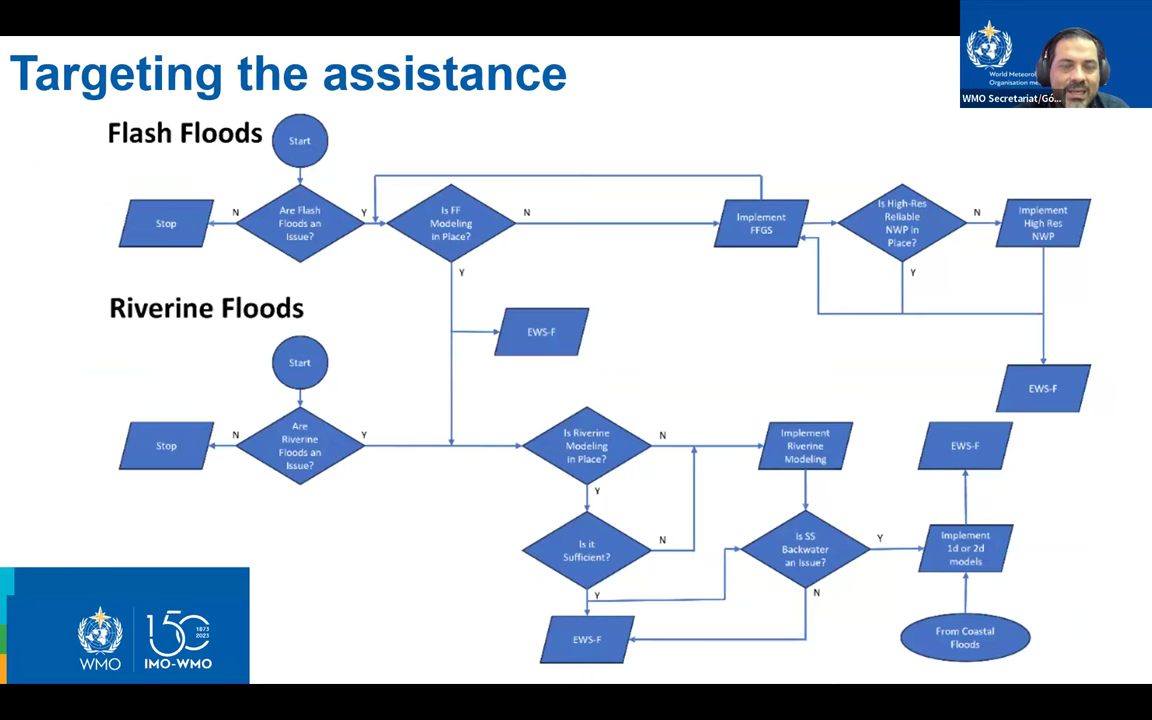 World Meteorol
Organisation mé
WMO Secretariat/Gó...
Targeting the assistance
Flash Floods
Start
Stop
N
Are Flash
Floods an
Issue?
Y
Is FF
Modeling
in Place?
N
Y
Implement
FFGS
Is High-Res
Reliable
NWP in
Place?
N
Y
Implement
High Res
NWP
EWS-F
EWS-F
Riverine Floods
Start
Stop
N
Are
Riverine
Floods an
Issue?
Y
Is Riverine
Modeling
in Place?
N
Y
Implement
Riverine
Modeling
EWS-F
Is it
Sufficient?
N
Y
Is SS
Backwater
an Issue?
Y
N
Implement
1d or 2d
models
EWS-F
From Coastal
Floods
WMO
150
1873
2023
IMO-WMO